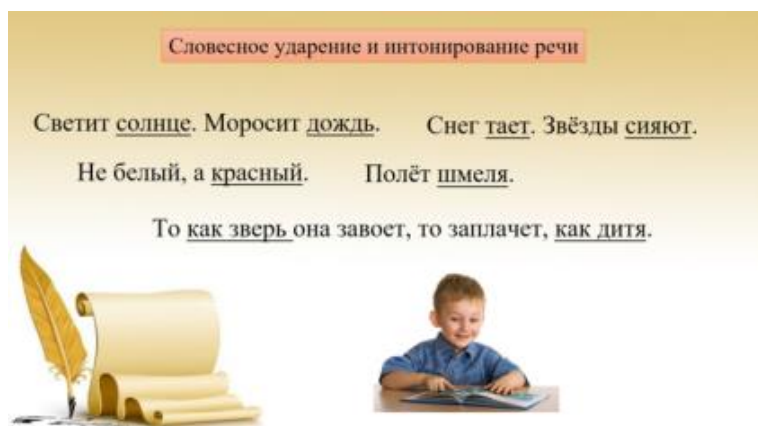 Словесное ударение и интонирование речи
Светит солнце. Моросит дождь. Снег тает. Звёзды сияют.
Не белый, а красный. Полёт шмеля.
То как зверь она завоет, то заплачет, как дитя.